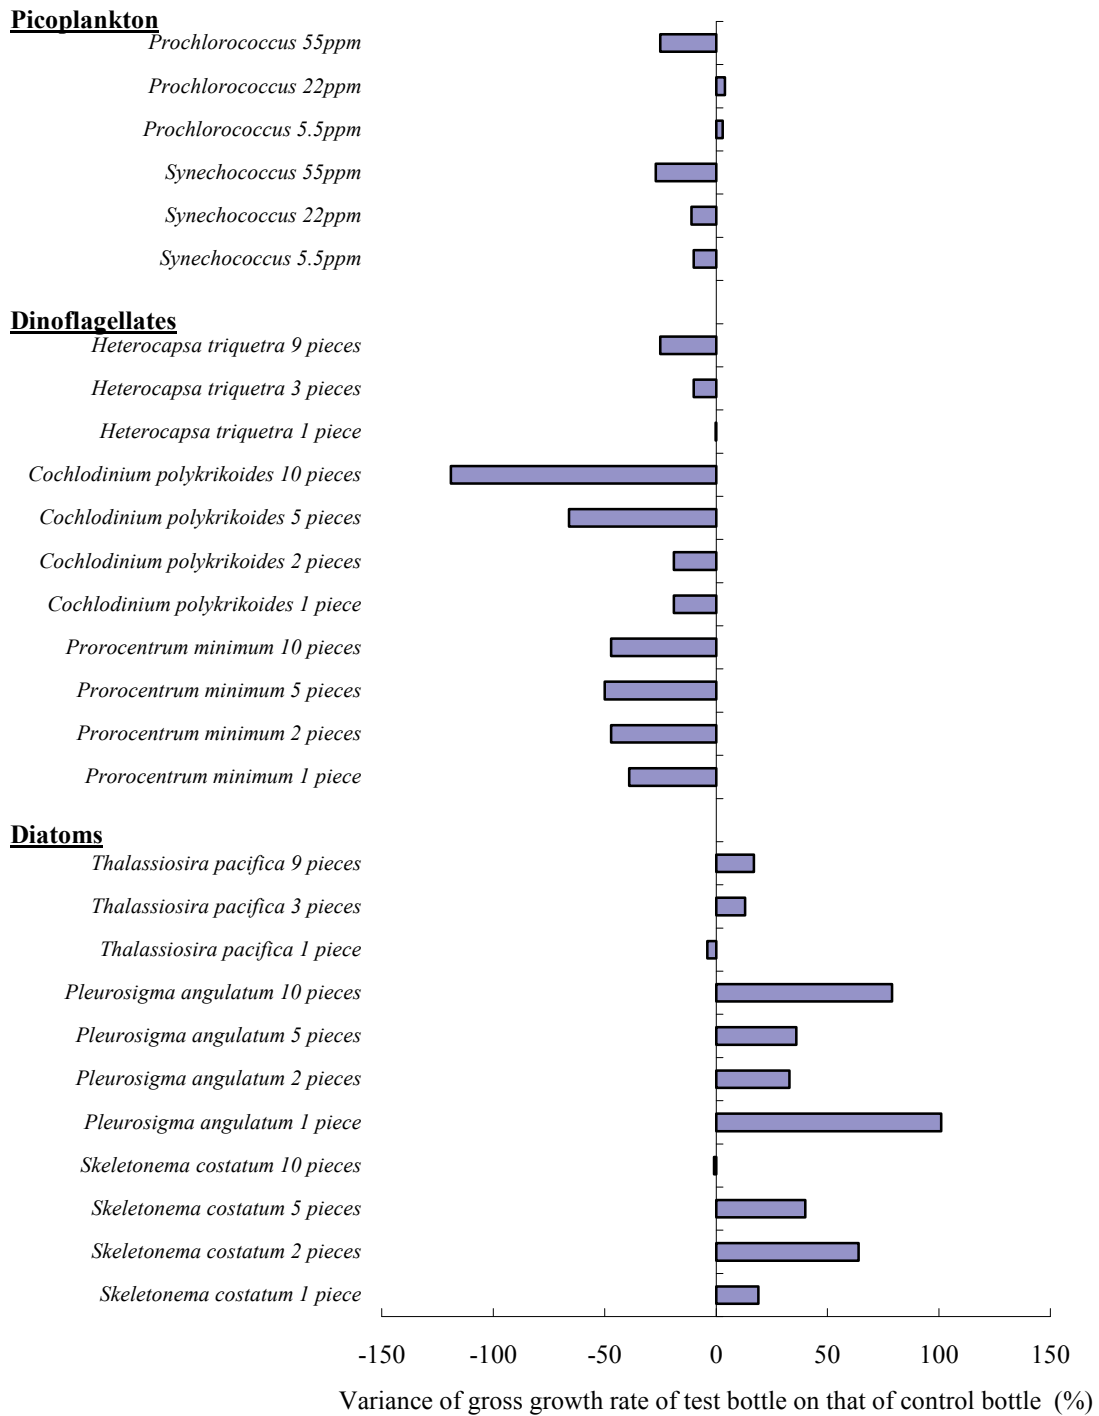 Picoplankton
Prochlorococcus 55ppm
Prochlorococcus 22ppm
Prochlorococcus 5.5ppm
Synechococcus 55ppm
Synechococcus 22ppm
Synechococcus 5.5ppm
Dinoflagellates
Heterocapsa triquetra 9 pieces
Heterocapsa triquetra 3 pieces
Heterocapsa triquetra 1 piece
Cochlodinium polykrikoides 10 pieces
Cochlodinium polykrikoides 5 pieces
Cochlodinium polykrikoides 2 pieces
Cochlodinium polykrikoides 1 piece
Prorocentrum minimum 10 pieces
Prorocentrum minimum 5 pieces
Prorocentrum minimum 2 pieces
Prorocentrum minimum 1 piece
Diatoms
Thalassiosira pacifica 9 pieces
Thalassiosira pacifica 3 pieces
Thalassiosira pacifica 1 piece
Pleurosigma angulatum 10 pieces
Pleurosigma angulatum 5 pieces
Pleurosigma angulatum 2 pieces
Pleurosigma angulatum 1 piece
Skeletonema costatum 10 pieces
Skeletonema costatum 5 pieces
Skeletonema costatum 2 pieces
Skeletonema costatum 1 piece
-150 -100 -50 0 50 100 150
Variance of gross growth rate of test bottle on that of control bottle (%)